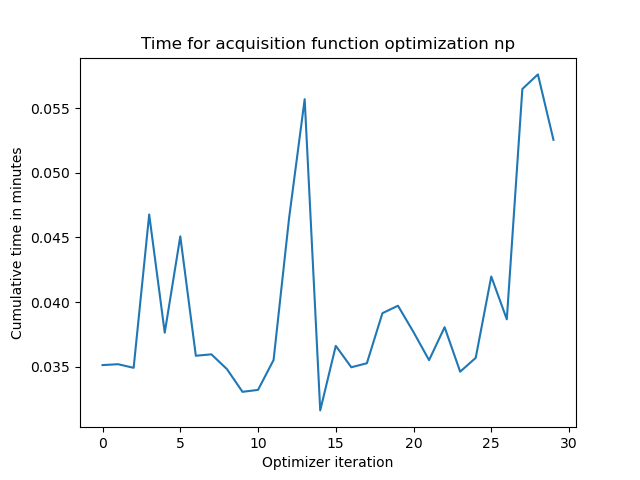 Time for acquisition function optimization np
Cumulative time in minutes
0.055
0.050
0.045
0.040
0.035
0 5 10 15 20 25 30
Optimizer iteration